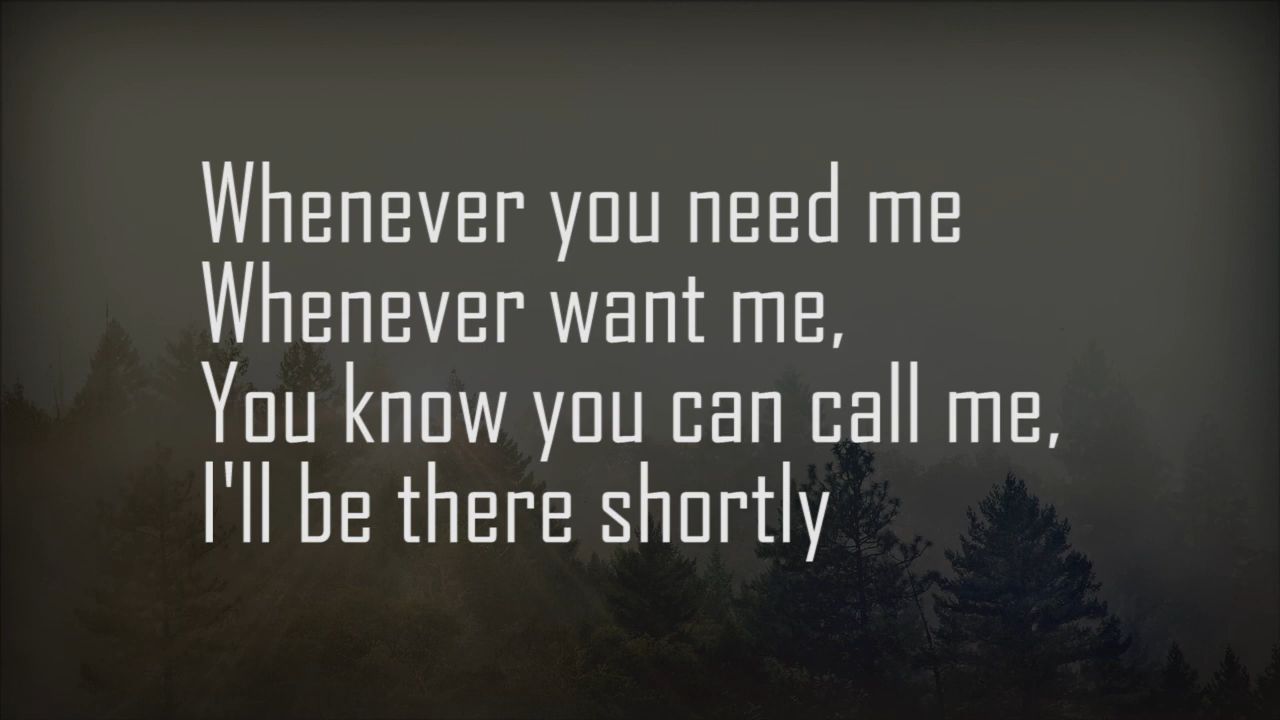 Whenever you need me
Whenever want me,
You know you can call me,
I'll be there shortly